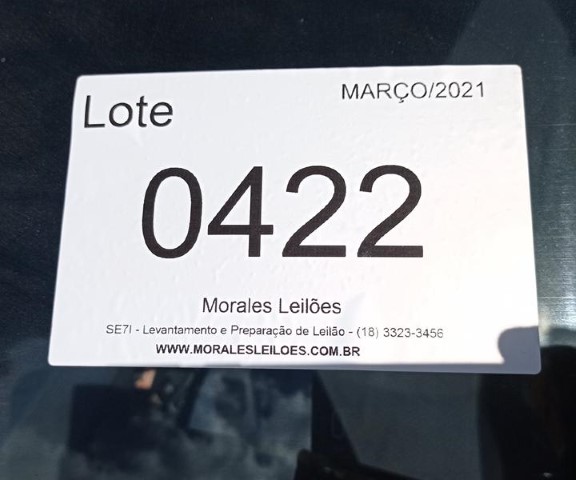 MARÇO/2021
Lote
0422
Morales Leilões
SE7I - Levantamento e Preparação de Leilão - (18) 3323-3456
WWW.MORALESLEILOES.COM.BR